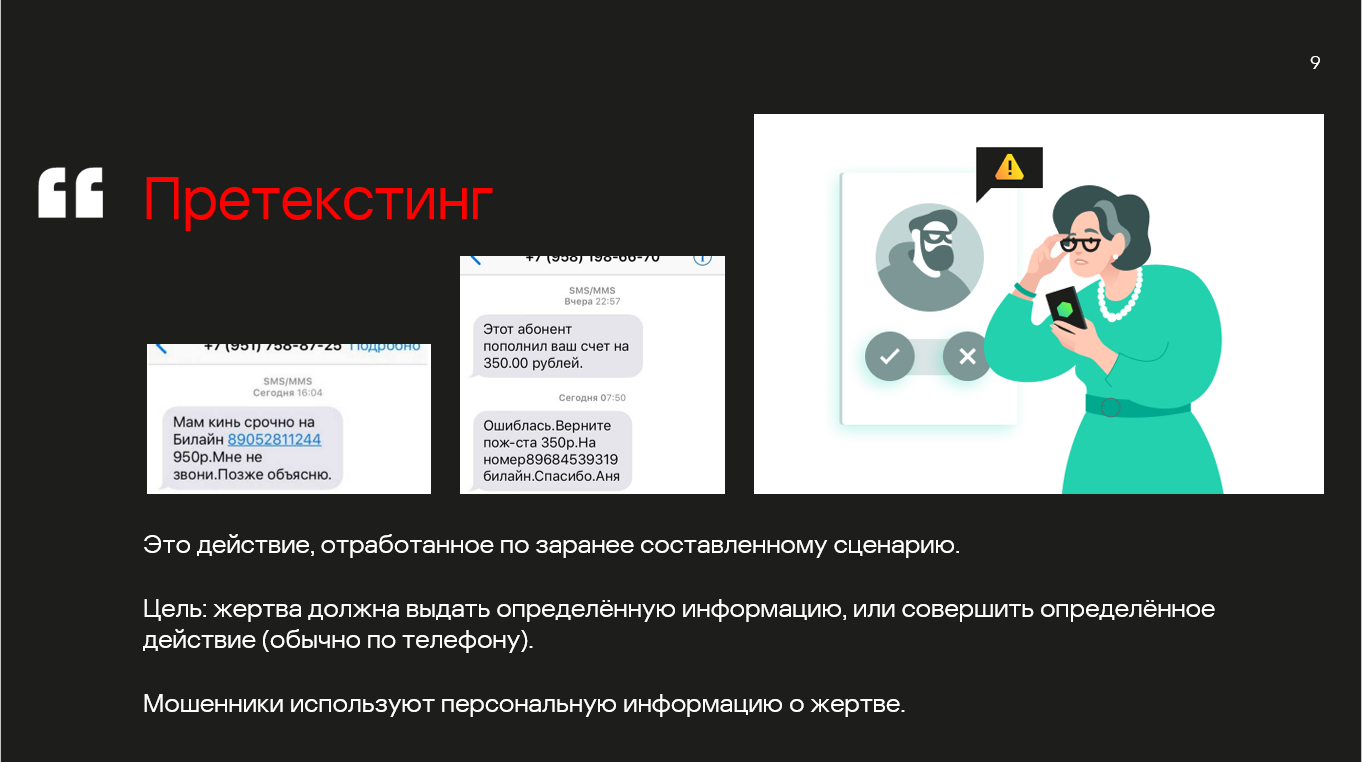 9
Претекстинг
+7 (958) 198-66-70
SMS/MMS
Вчера 22:57
Этот абонент
пополнил ваш счет на
350.00 рублей.
Сегодня 07:50
Ошиблась.Верните
пож-ста 350р.На
номер89684539319
билайн.Спасибо.Аня
+7 (951) 758-87-25 Подробно
SMS/MMS
Сегодня 16:04
Мам кинь срочно на
Билайн 89052811244
950р.Мне не
звони.Позже объясню.
Это действие, отработанное по заранее составленному сценарию.
Цель: жертва должна выдать определённую информацию, или совершить определённое
действие (обычно по телефону).
Мошенники используют персональную информацию о жертве.